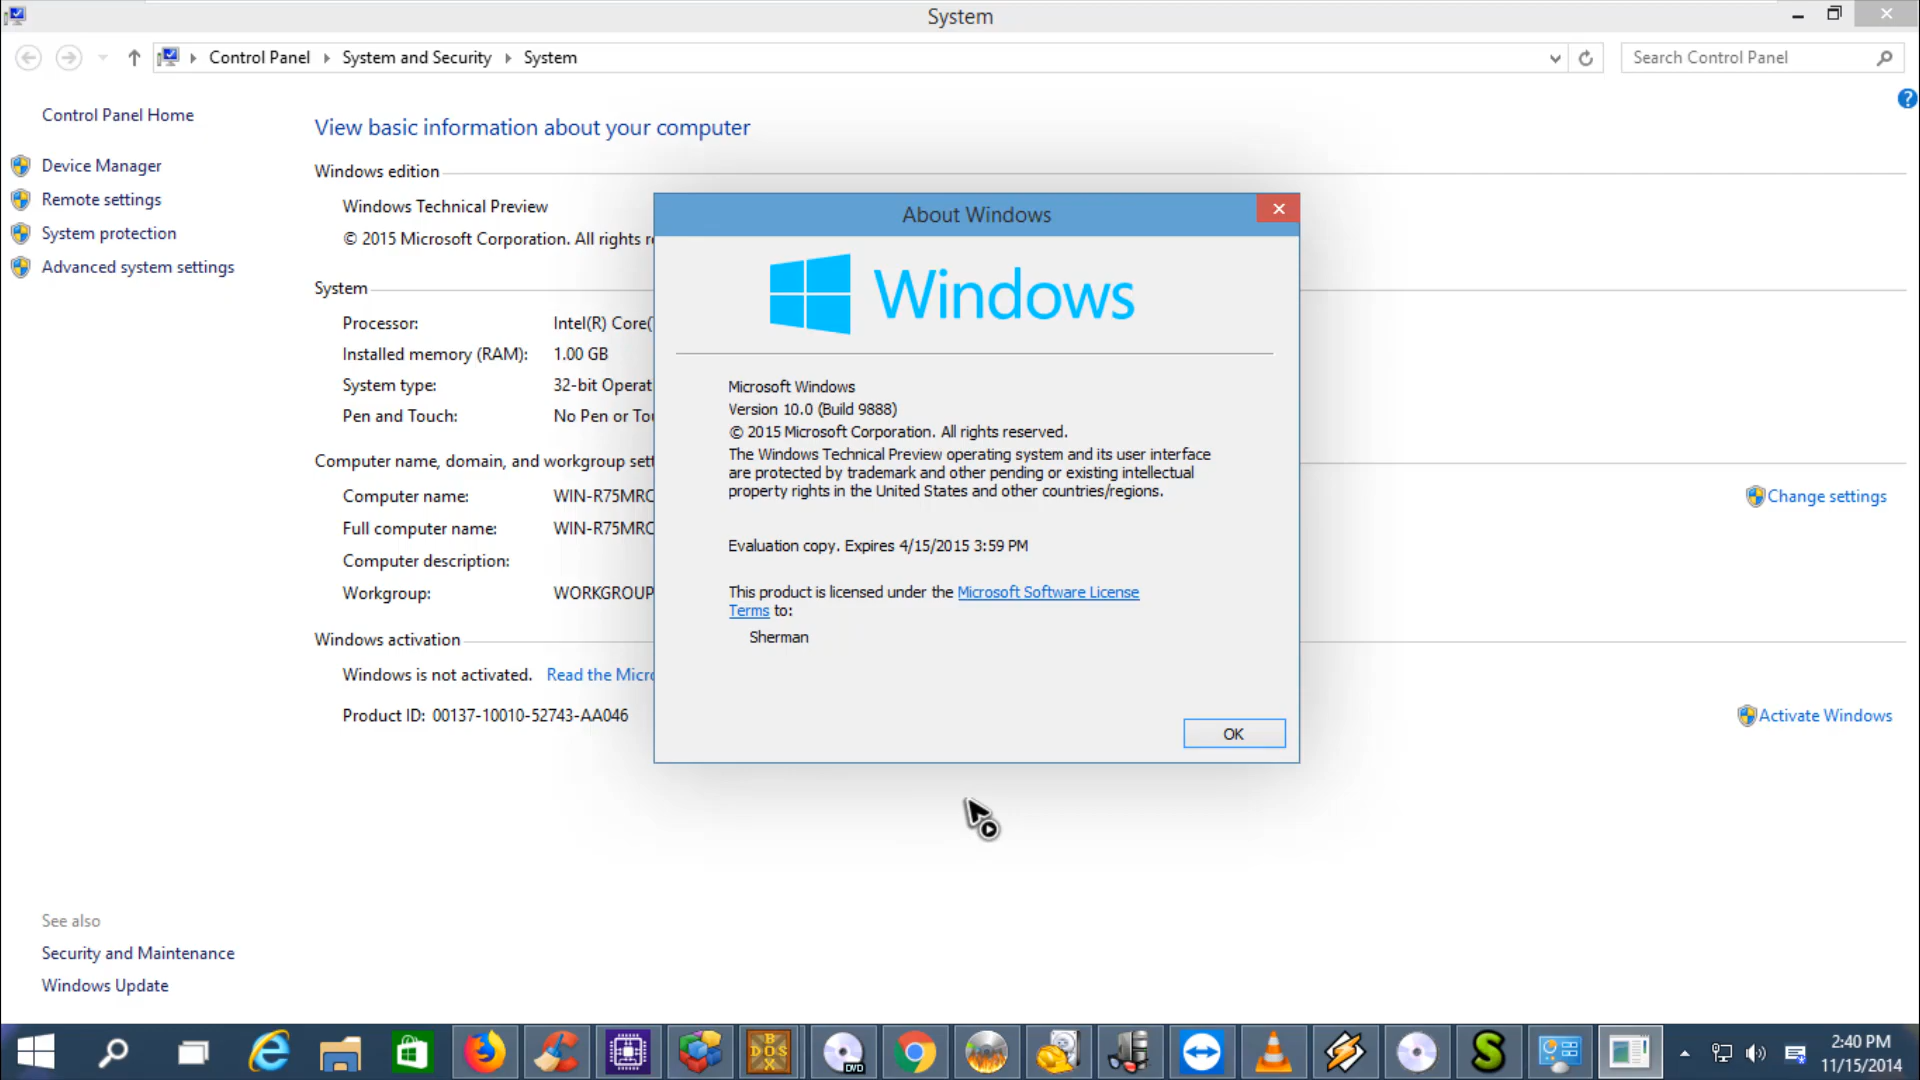 System
Control Panel
System and Security
System
Search Control Panel
Control Panel Home
Device Manager
Remote settings
System protection
Advanced system settings
See also
Security and Maintenance
Windows Update
View basic information about your computer
Windows edition
Windows Technical Preview
© 2015 Microsoft Corporation. All rights r
System
Processor: Intel(R) Core(
Installed memory (RAM): 1.00 GB
System type: 32-bit Operat
Pen and Touch: No Pen or To
Computer name, domain, and workgroup sett
Computer name: WIN-R75MR
Full computer name: WIN-R75MR
Computer description:
Workgroup: WORKGROUP
Change settings
Windows activation
Windows is not activated. Read the Micr
Product ID: 00137-10010-52743-AA046
Activate Windows
About Windows
Windows
Microsoft Windows
Version 10.0 (Build 9888)
© 2015 Microsoft Corporation. All rights reserved.
The Windows Technical Preview operating system and its user interface
are protected by trademark and other pending or existing intellectual
property rights in the United States and other countries/regions.
Evaluation copy. Expires 4/15/2015 3:59 PM
This product is licensed under the Microsoft Software License
Terms to:
Sherman
OK
BOX
DOS
DVD
2:40 PM
11/15/2014